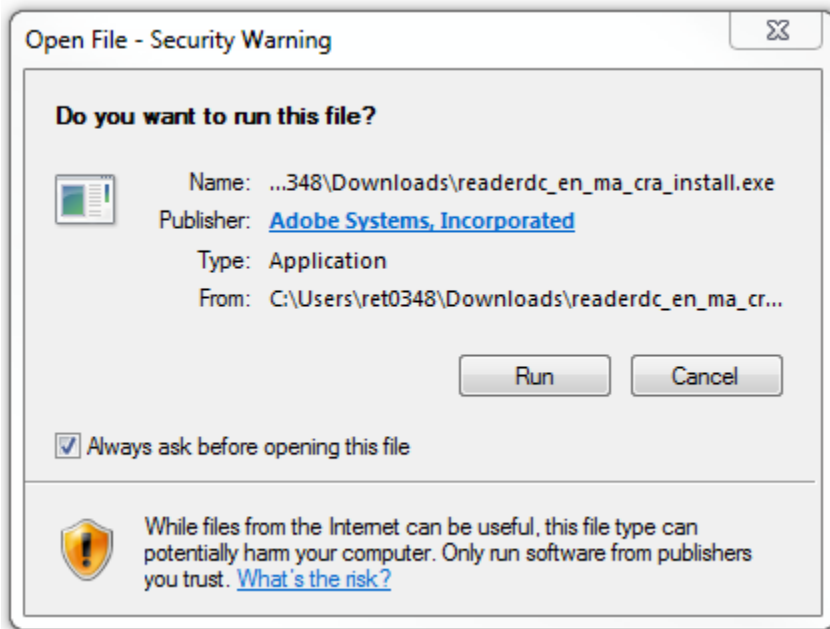 Open File - Security Warning
Do you want to run this file?
Name: ...348\Downloads\readerdc_en_ma_cra_install.exe
Publisher: Adobe Systems, Incorporated
Type: Application
From: C:\Users\ret0348\Downloads\readerdc_en_ma_cr...
Run Cancel
Always ask before opening this file
While files from the Internet can be useful, this file type can
potentially harm your computer. Only run software from publishers
you trust. What's the risk?